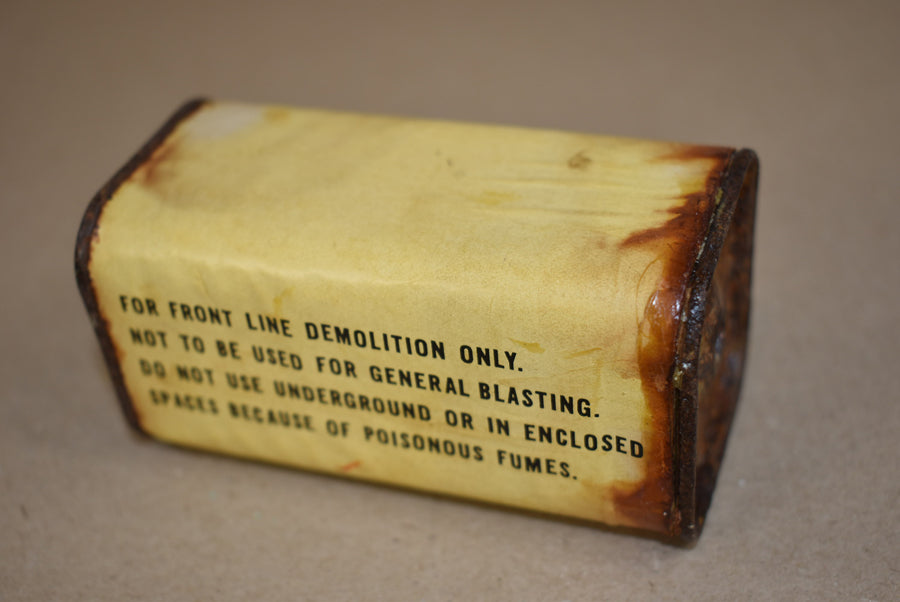 FOR FRONT LINE DEMOLITION ONLY.
NOT TO BE USED FOR GENERAL BLASTING.
DO NOT USE UNDERGROUND OR IN ENCLOSED
SPACES BECAUSE OF POISONOUS FUMES.